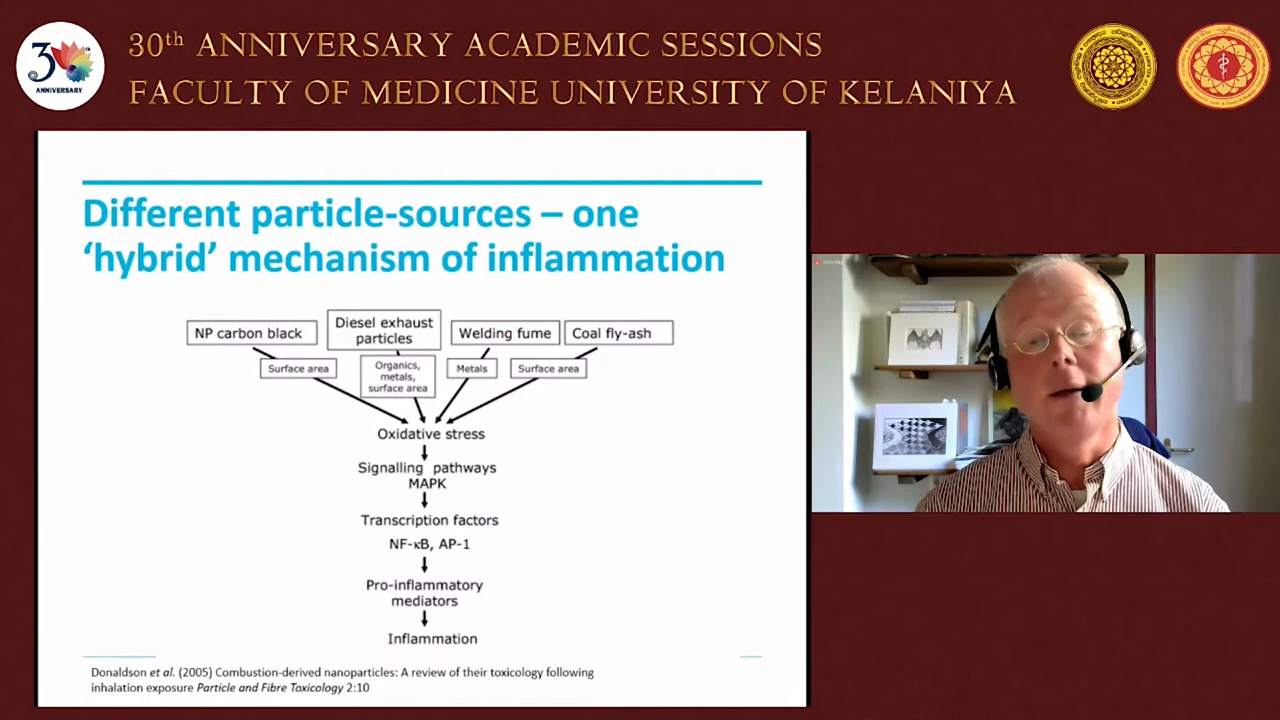 30th ANNIVERSARY ACADEMIC SESSIONS
FACULTY OF MEDICINE UNIVERSITY OF KELANIYA
30th
ANNIVERSARY
Different particle-sources – one
‘hybrid’ mechanism of inflammation
NP carbon black
Diesel exhaust
particles
Welding fume
Coal fly-ash
Surface area
Organics,
metals,
surface area
Metals
Surface area
Oxidative stress
Signalling pathways
MAPK
Transcription factors
NF-κB, AP-1
Pro-inflammatory
mediators
Inflammation
Donaldson et al. (2005) Combustion-derived nanoparticles: A review of their toxicology following
inhalation exposure Particle and Fibre Toxicology 2:10